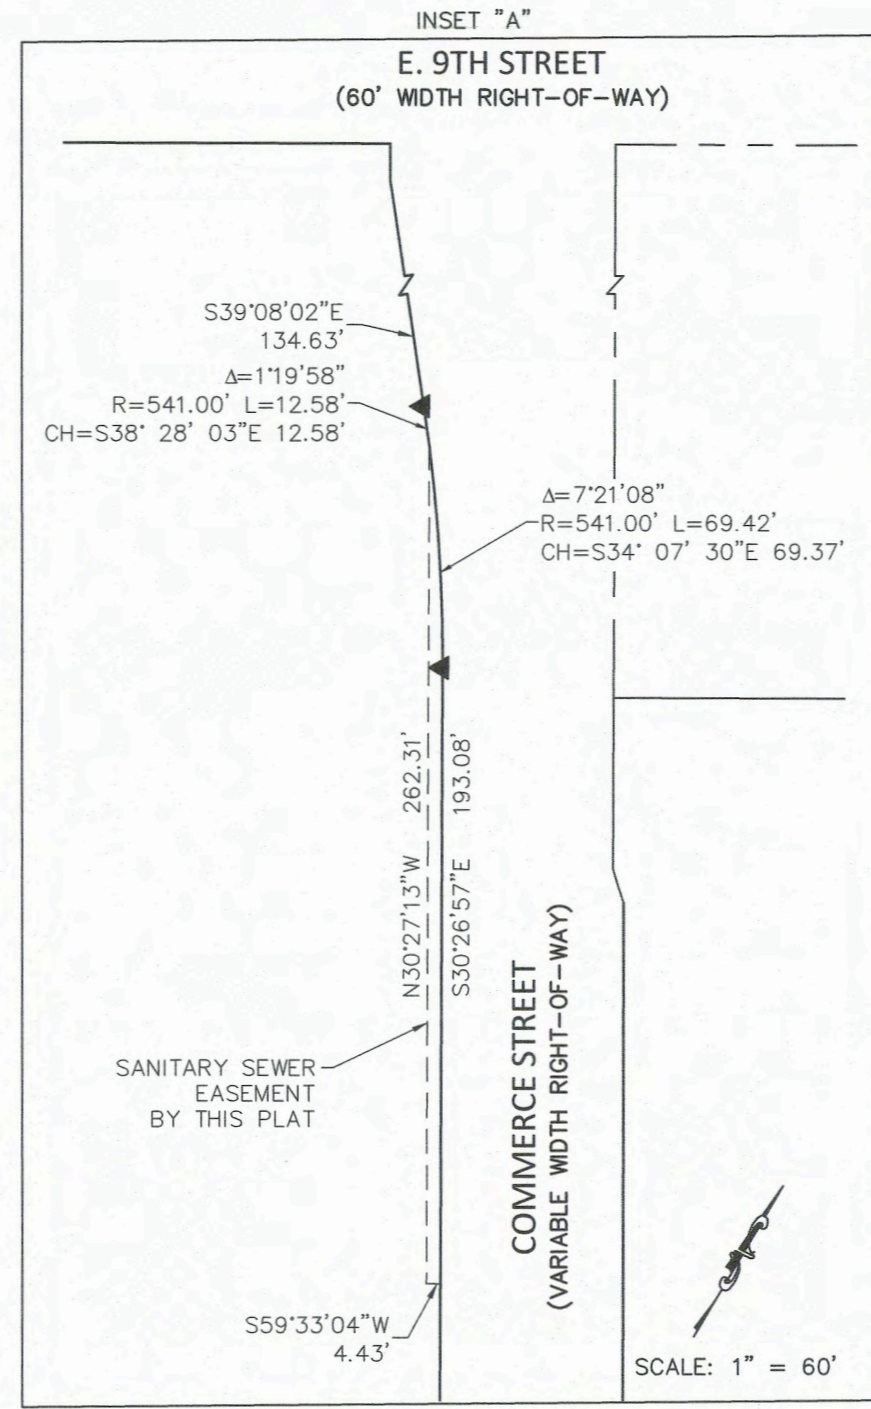 INSET "A"
E. 9TH STREET
(60' WIDTH RIGHT-OF-WAY)
S39°08'02"E
134.63'
Δ=1°19'58"
R=541.00' L=12.58'
CH=S38° 28' 03"E 12.58'
Δ=7°21'08"
R=541.00' L=69.42'
CH=S34° 07' 30"E 69.37'
N30°27'13"W 262.31'
S30°26'57"E 193.08'
SANITARY SEWER
EASEMENT
BY THIS PLAT
COMMERCE STREET
(VARIABLE WIDTH RIGHT-OF-WAY)
S59°33'04"W
4.43'
SCALE: 1" = 60'